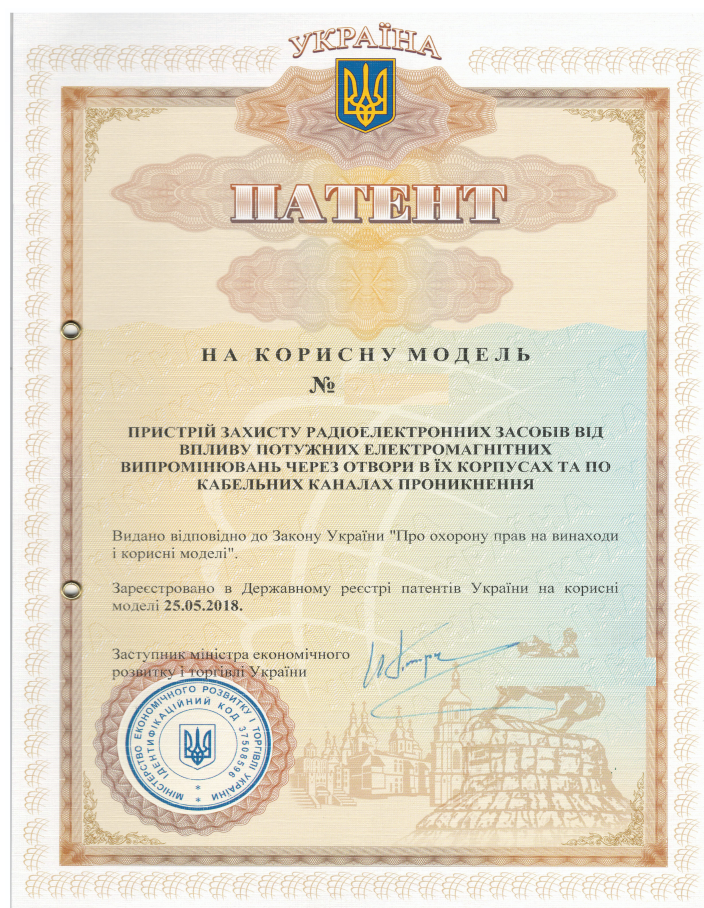 УКРАЇНА
ПАТЕНТ
НА КОРИСНУ МОДЕЛЬ
№
ПРИСТРІЙ ЗАХИСТУ РАДІОЕЛЕКТРОННИХ ЗАСОБІВ ВІД
ВПЛИВУ ПОТУЖНИХ ЕЛЕКТРОМАГНІТНИХ
ВИПРОМІНЮВАНЬ ЧЕРЕЗ ОТВОРИ В ЇХ КОРПУСАХ ТА ПО
КАБЕЛЬНИХ КАНАЛАХ ПРОНИКНЕННЯ
Видано відповідно до Закону України "Про охорону прав на винаходи
і корисні моделі".
Зареєстровано в Державному реєстрі патентів України на корисні
моделі 25.05.2018.
Заступник міністра економічного
розвитку і торгівлі України
МІНІСТЕРСТВО ЕКОНОМІЧНОГО РОЗВИТКУ І ТОРГІВЛІ УКРАЇНИ
ІДЕНТИФІКАЦІЙНИЙ КОД 37508596